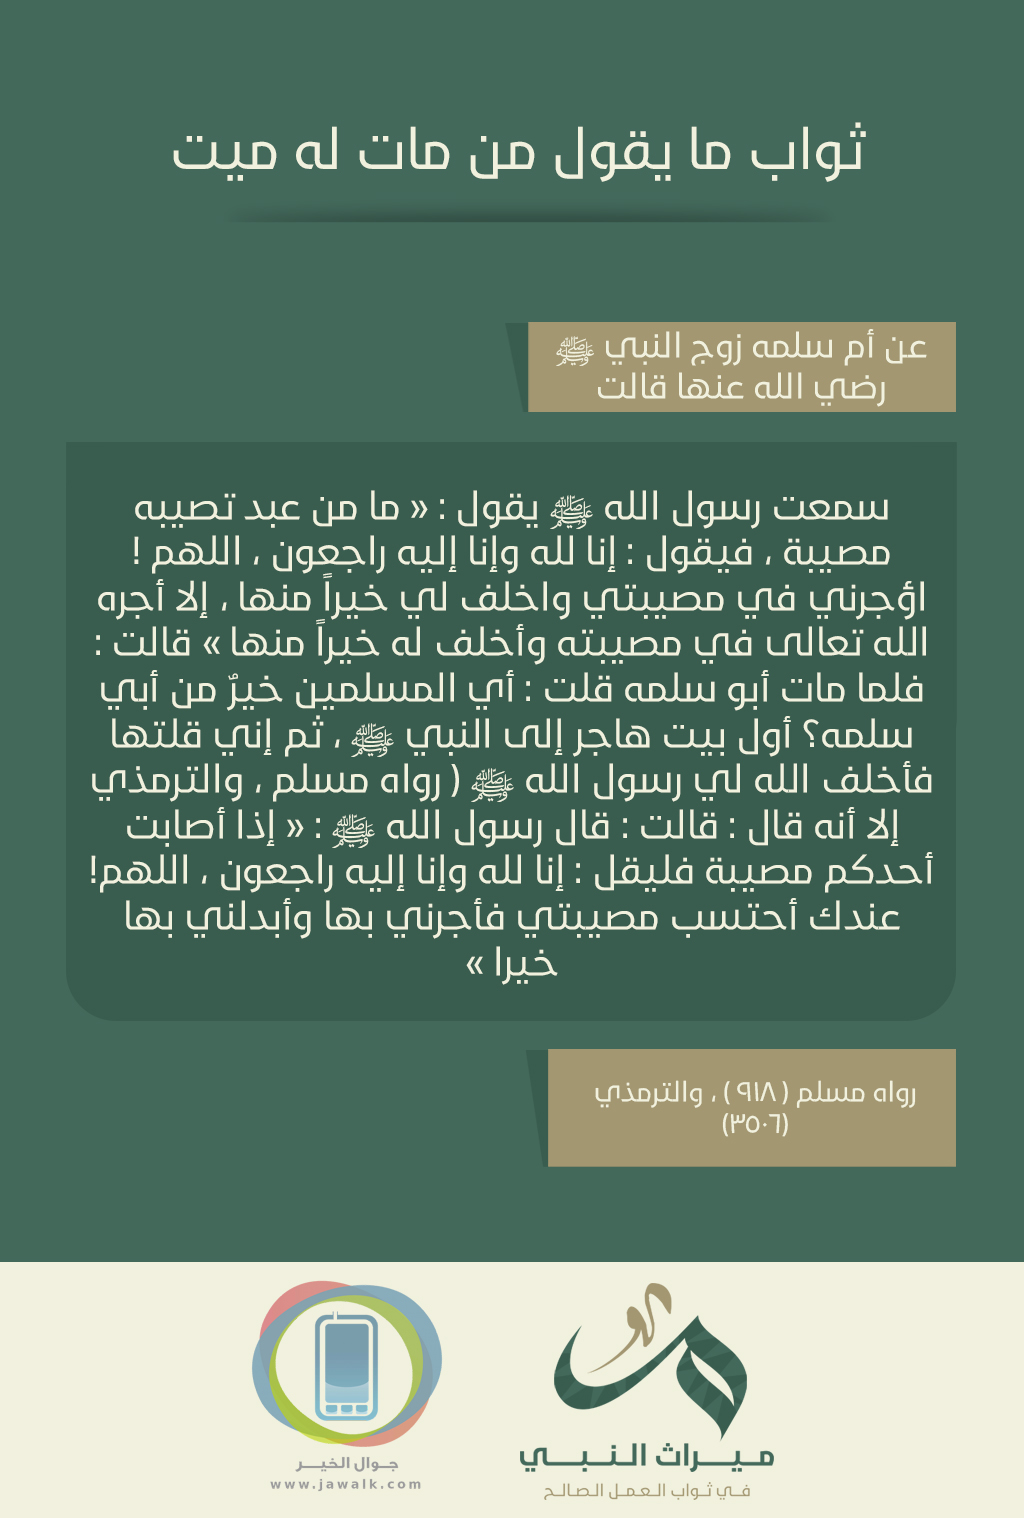 ثواب ما يقول من مات له ميت
عن أم سلمه زوج النبي ﷺ
رضي الله عنها قالت
سمعت رسول الله ﷺ يقول : « ما من عبد تصيبه
مصيبة ، فيقول : إنا لله وإنا إليه راجعون ، اللهم !
اؤجرني في مصيبتي واخلف لي خيراً منها ، إلا أجره
الله تعالى في مصيبته وأخلف له خيراً منها » قالت :
فلما مات أبو سلمه قلت : أي المسلمين خيرٌ من أبي
سلمه؟ أول بيت هاجر إلى النبي ﷺ ، ثم إني قلتها
فأخلف الله لي رسول الله ﷺ ( رواه مسلم ، والترمذي
إلا أنه قال : قالت : قال رسول الله ﷺ : « إذا أصابت
أحدكم مصيبة فليقل : إنا لله وإنا إليه راجعون ، اللهم!
عندك أحتسب مصيبتي فأجرني بها وأبدلني بها
خيرا »
رواه مسلم ( ٩١٨ ) ، والترمذي
(٣٥٠٦)
ميــراث النــبــي
في ثواب العمل الصالح
جــوال الخيــــر
www.jawalk.com